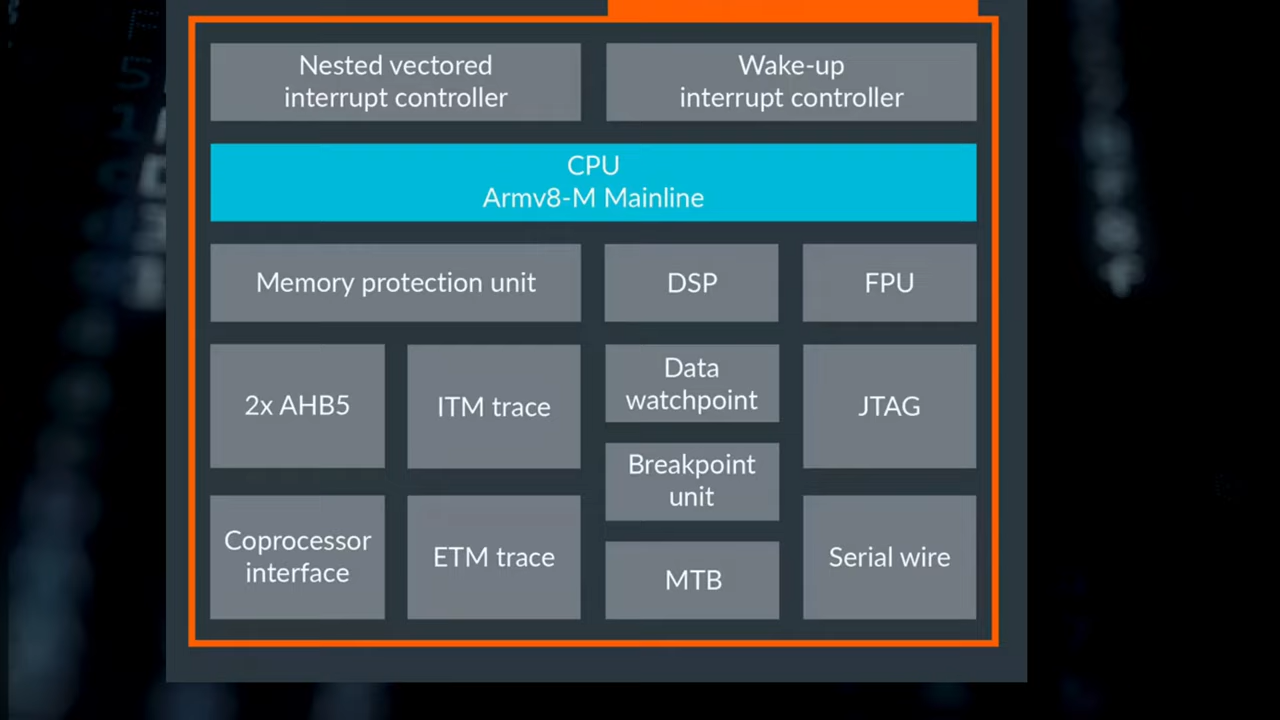 Nested vectored
interrupt controller
Wake-up
interrupt controller
CPU
Armv8-M Mainline
Memory protection unit
DSP
FPU
2x AHB5
ITM trace
Data
watchpoint
JTAG
Breakpoint
unit
Coprocessor
interface
ETM trace
MTB
Serial wire